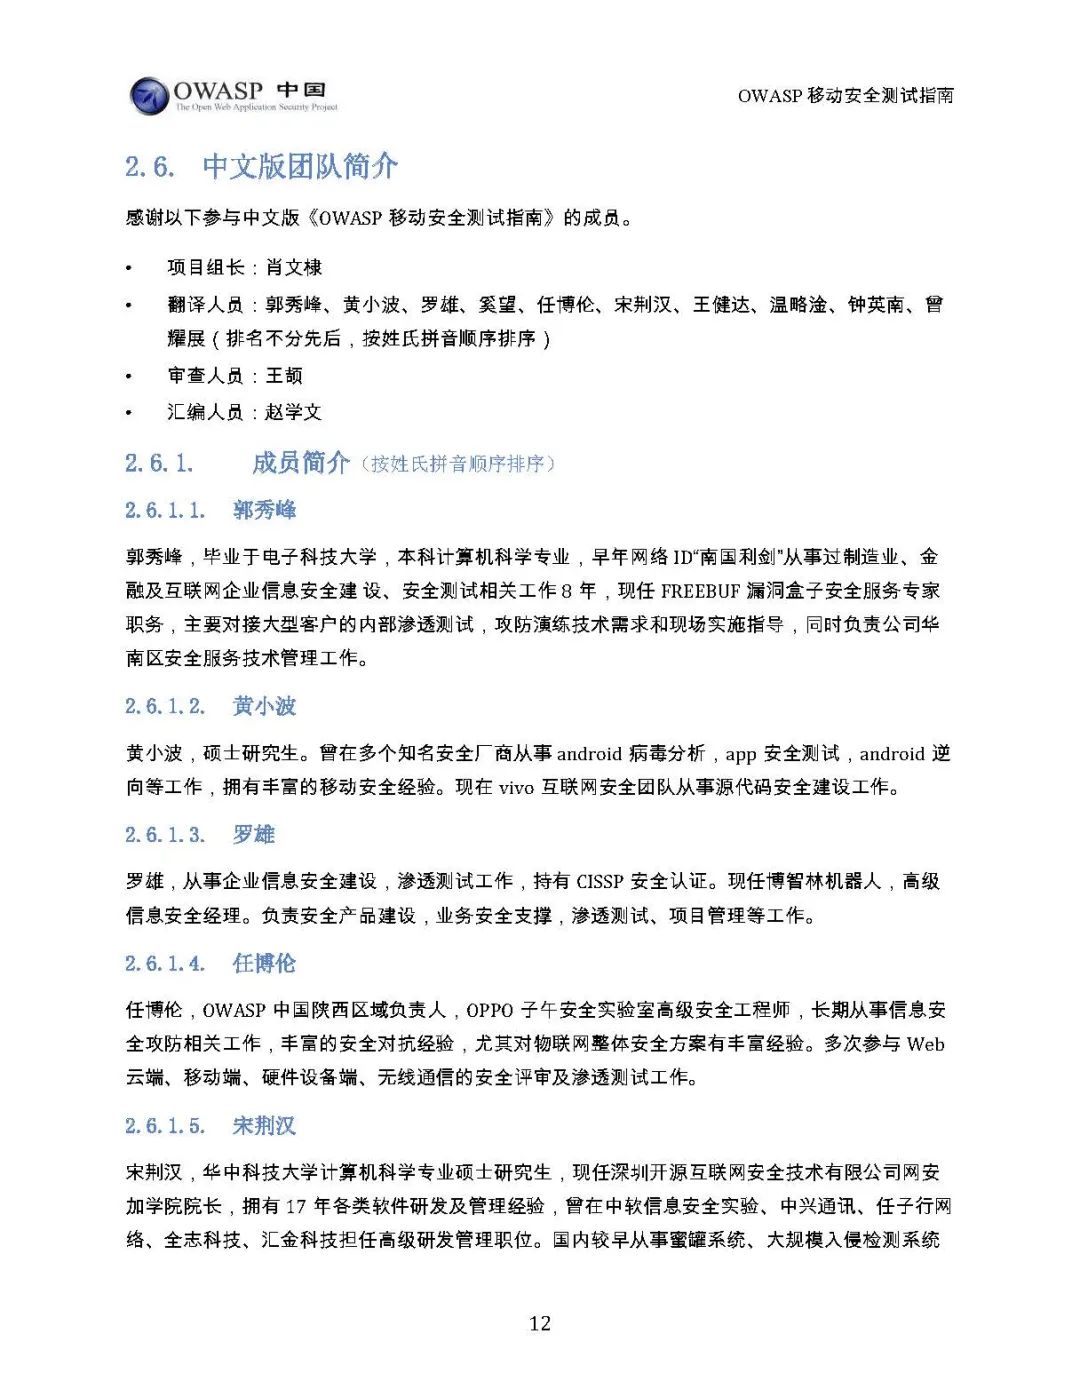 OWASP 中国
The Open Web Application Security Project
OWASP 移动安全测试指南
2.6. 中文版团队简介
感谢以下参与中文版《OWASP 移动安全测试指南》的成员。
• 项目组长：肖文棣
• 翻译人员：郭秀峰、黄小波、罗雄、奚望、任博伦、宋荆汉、王健达、温略淦、钟英南、曾
耀展（排名不分先后，按姓氏拼音顺序排序）
• 审查人员：王颉
• 汇编人员：赵学文
2.6.1. 成员简介（按姓氏拼音顺序排序）
2.6.1.1. 郭秀峰
郭秀峰，毕业于电子科技大学，本科计算机科学专业，早年网络 ID“南国利剑”从事过制造业、金
融及互联网企业信息安全建 设、安全测试相关工作 8 年，现任 FREEBUF 漏洞盒子安全服务专家
职务，主要对接大型客户的内部渗透测试，攻防演练技术需求和现场实施指导，同时负责公司华
南区安全服务技术管理工作。
2.6.1.2. 黄小波
黄小波，硕士研究生。曾在多个知名安全厂商从事 android 病毒分析，app 安全测试，android 逆
向等工作，拥有丰富的移动安全经验。现在 vivo 互联网安全团队从事源代码安全建设工作。
2.6.1.3. 罗雄
罗雄，从事企业信息安全建设，渗透测试工作，持有 CISSP 安全认证。现任博智林机器人，高级
信息安全经理。负责安全产品建设，业务安全支撑，渗透测试、项目管理等工作。
2.6.1.4. 任博伦
任博伦，OWASP 中国陕西区域负责人，OPPO 子午安全实验室高级安全工程师，长期从事信息安
全攻防相关工作，丰富的安全对抗经验，尤其对物联网整体安全方案有丰富经验。多次参与 Web
云端、移动端、硬件设备端、无线通信的安全评审及渗透测试工作。
2.6.1.5. 宋荆汉
宋荆汉，华中科技大学计算机科学专业硕士研究生，现任深圳开源互联网安全技术有限公司网安
加学院院长，拥有 17 年各类软件研发及管理经验，曾在中软信息安全实验、中兴通讯、任子行网
络、全志科技、汇金科技担任高级研发管理职位。国内较早从事蜜罐系统、大规模入侵检测系统
12